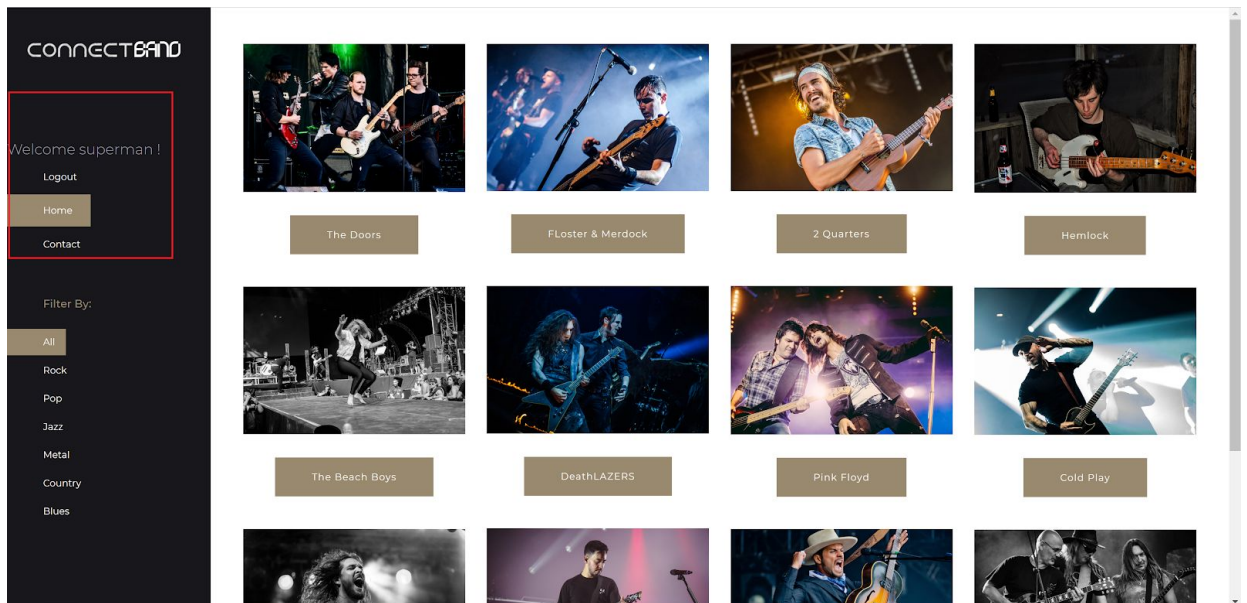 CONNECTBAND
Welcome superman !
Logout
Home
Contact
Filter By:
All
Rock
Pop
Jazz
Metal
Country
Blues
The Doors
FLoster & Merdock
2 Quarters
Hemlock
The Beach Boys
DeathLAZERS
Pink Floyd
Cold Play